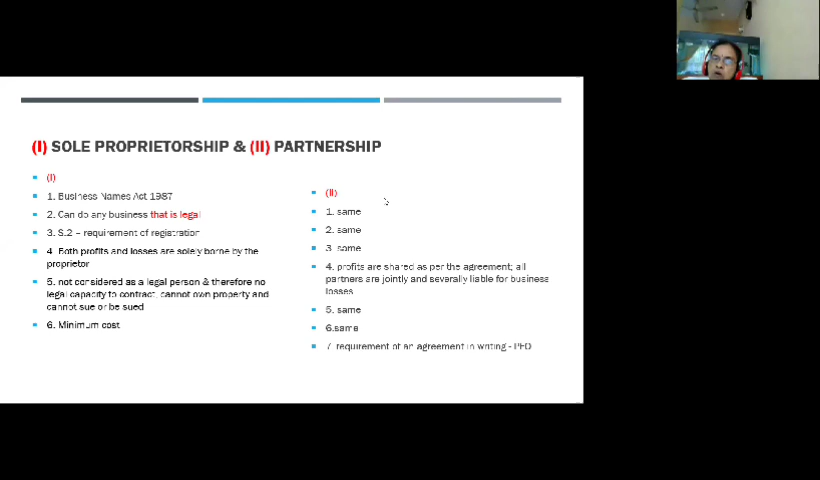 (I) SOLE PROPRIETORSHIP & (II) PARTNERSHIP
(I)
1. Business Names Act 1987
2. Can do any business that is legal
3. S.2 – requirement of registration
4. Both profits and losses are solely borne by the
proprietor
5. not considered as a legal person & therefore no
legal capacity to contract, cannot own property and
cannot sue or be sued
6. Minimum cost
(II)
1. same
2. same
3. same
4. profits are shared as per the agreement; all
partners are jointly and severally liable for business
losses
5. same
6.same
7. requirement of an agreement in writing - PFO